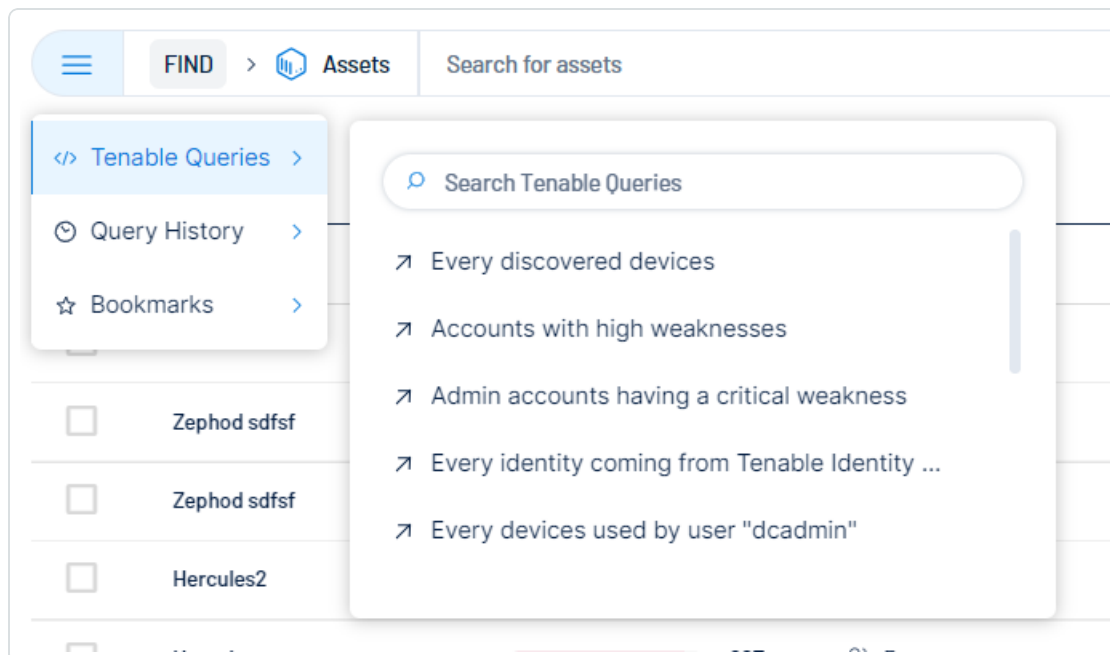 FIND > Assets Search for assets
</> Tenable Queries >
Query History >
Bookmarks >
Search Tenable Queries
Every discovered devices
Accounts with high weaknesses
Admin accounts having a critical weakness
Every identity coming from Tenable Identity ...
Every devices used by user "dcadmin"
Zephod sdfsf
Zephod sdfsf
Hercules2